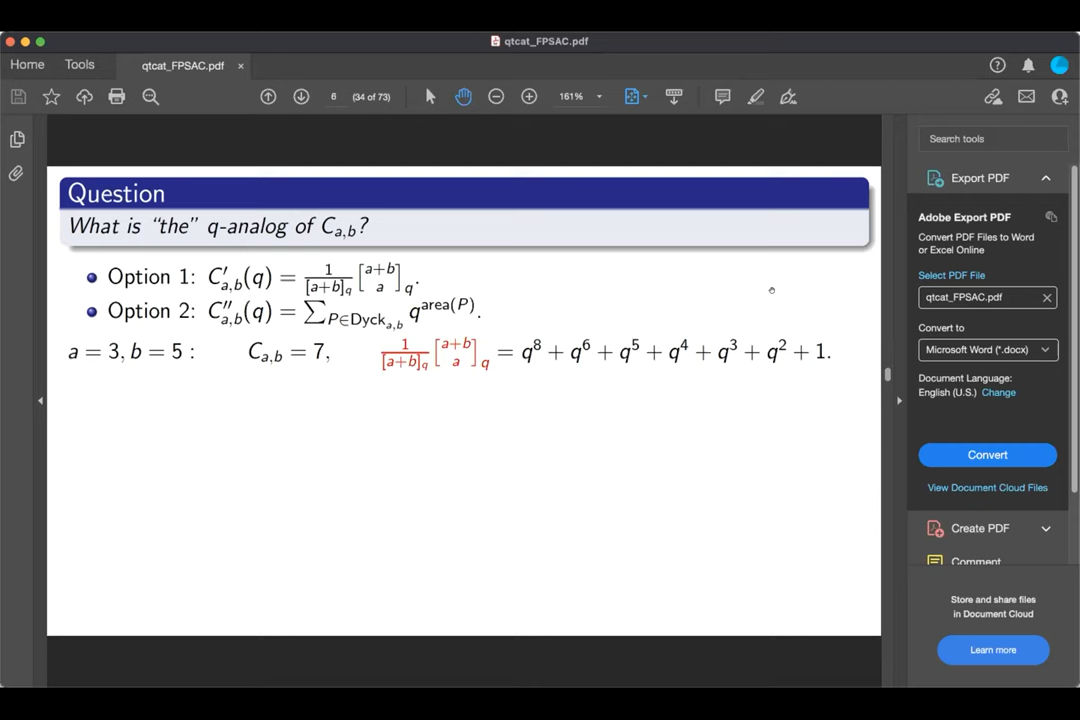 qtcat_FPSAC.pdf
Home Tools qtcat_FPSAC.pdf ×
6 (34 of 73) 161%
Search tools
Export PDF
Adobe Export PDF
Convert PDF Files to Word
or Excel Online
Select PDF File
qtcat_FPSAC.pdf
Convert to
Microsoft Word (*.docx)
Document Language:
English (U.S.) Change
Convert
View Document Cloud Files
Create PDF
Comment
Store and share files
in Document Cloud
Learn more
Question
What is “the” q-analog of C_{a,b}?
Option 1: C'_{a,b}(q) = \frac{1}{[a+b]_q} \begin{bmatrix} a+b \\ a \end{bmatrix}_q.
Option 2: C''_{a,b}(q) = \sum_{P∈Dyck_{a,b}} q^{area(P)}.
a = 3, b = 5 : C_{a,b} = 7, \frac{1}{[a+b]_q} \begin{bmatrix} a+b \\ a \end{bmatrix}_q = q^8 + q^6 + q^5 + q^4 + q^3 + q^2 + 1.